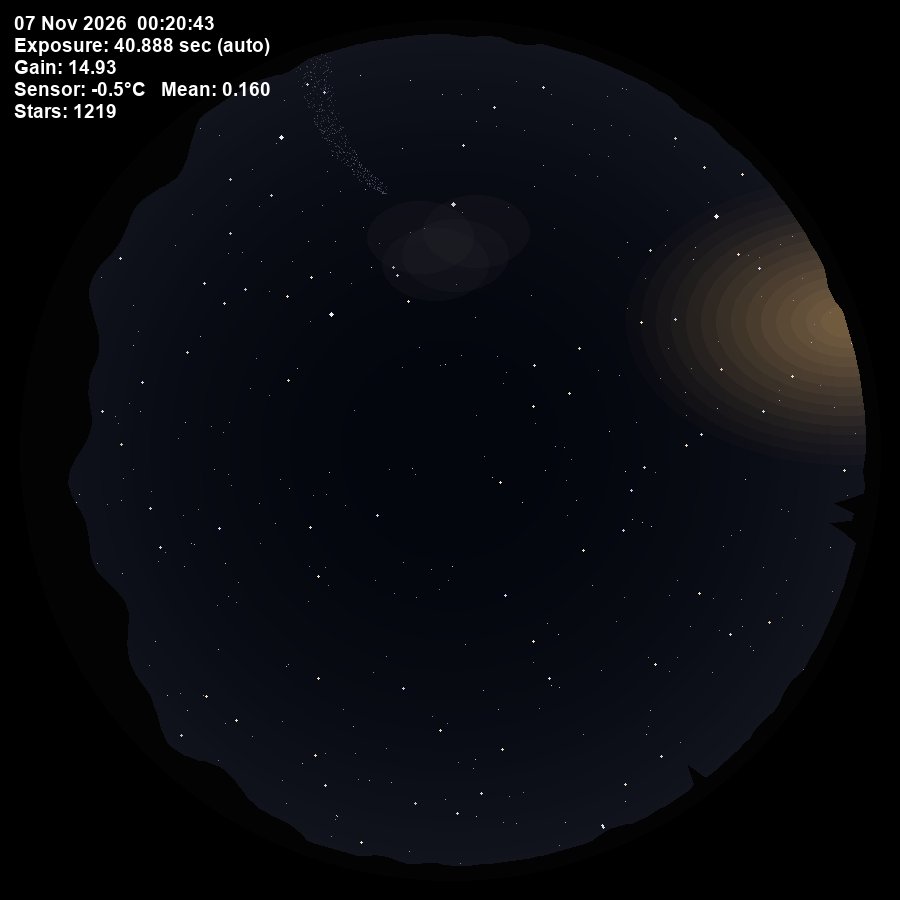 07 Nov 2026  00:20:43
Exposure: 40.888 sec (auto)
Gain: 14.93
Sensor: -0.5°C   Mean: 0.160
Stars: 1219